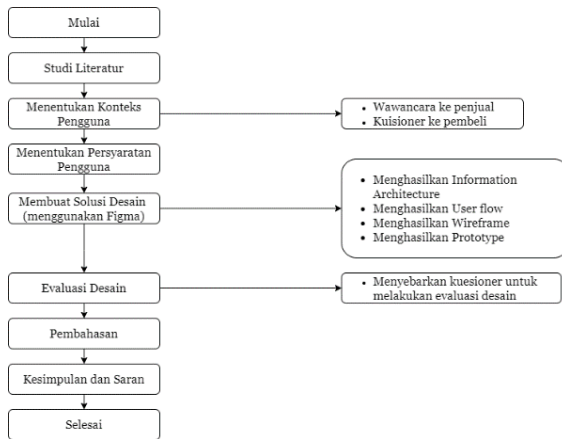 Mulai
Studi Literatur
Menentukan Konteks
Pengguna
• Wawancara ke penjual
• Kuisioner ke pembeli
Menentukan Persyaratan
Pengguna
Membuat Solusi Desain
(menggunakan Figma)
• Menghasilkan Information
Architecture
• Menghasilkan User flow
• Menghasilkan Wireframe
• Menghasilkan Prototype
Evaluasi Desain
• Menyebarkan kuesioner untuk
melakukan evaluasi desain
Pembahasan
Kesimpulan dan Saran
Selesai